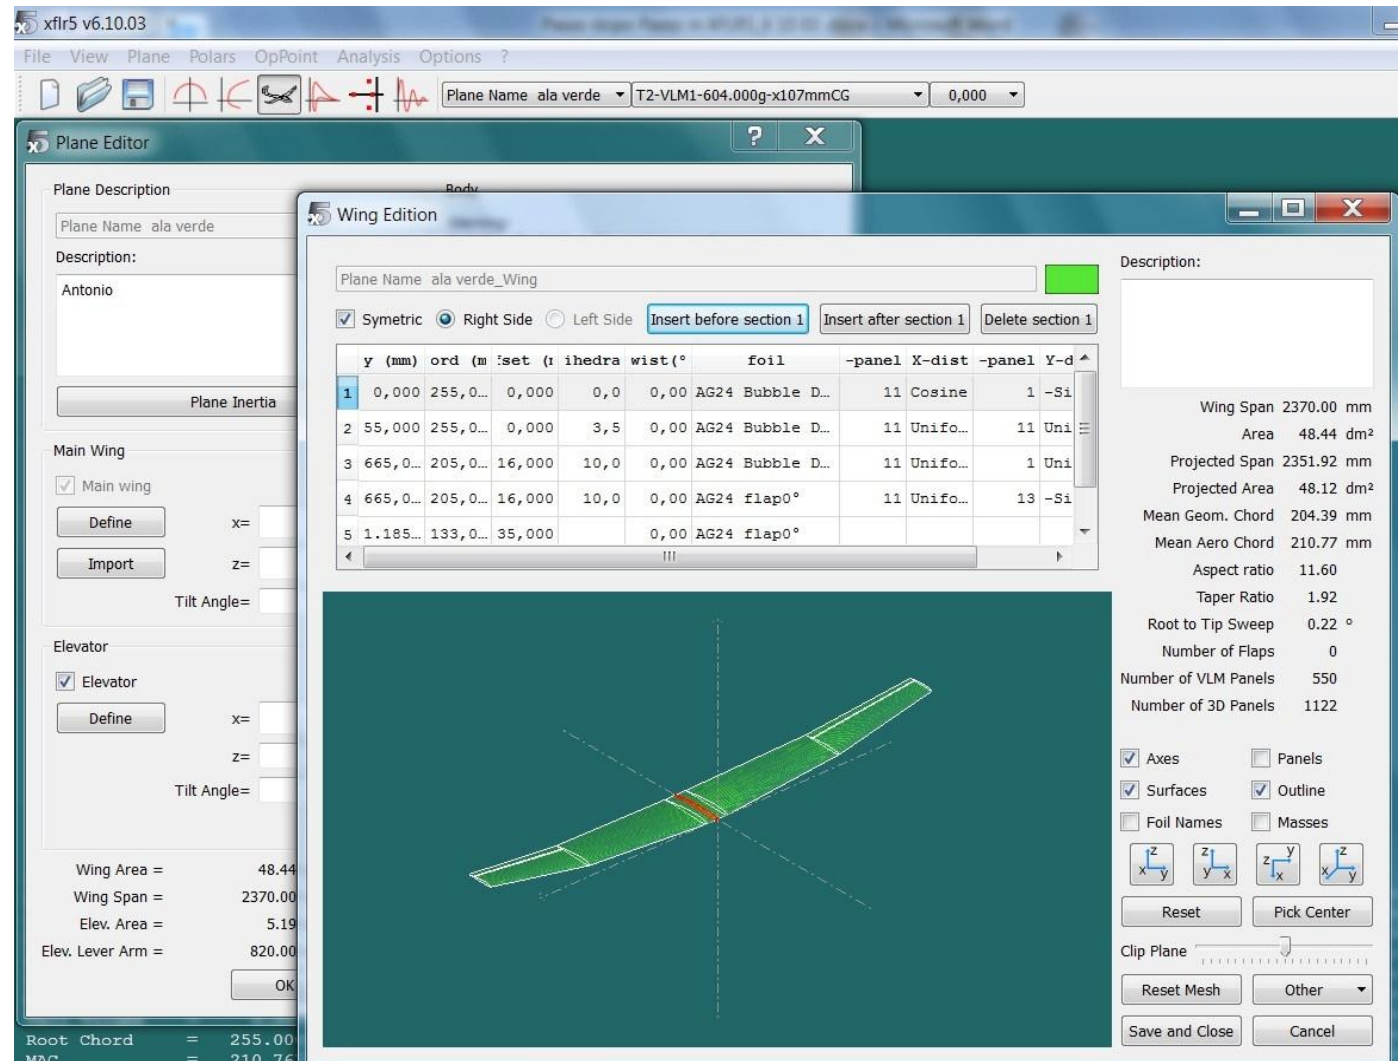 xflr5 v6.10.03
File View Plane Polars OpPoint Analysis Options ?
Plane Name ala verde T2-VLM1-604.000g-x107mmCG 0,000
Plane Editor
Plane Description
Body
Plane Name ala verde
Description:
Antonio
Plane Inertia
Main Wing
Main wing
Define x=
Import z=
Tilt Angle=
Elevator
Elevator
Define x=
z=
Tilt Angle=
Wing Area = 48.44
Wing Span = 2370.00
Elev. Area = 5.19
Elev. Lever Arm = 820.00
OK
Root Chord = 255.00
MAC = 210.76
Wing Edition
Plane Name ala verde_Wing
Symetric Right Side Left Side Insert before section 1 Insert after section 1 Delete section 1
y (mm) ord (m fset (r ihedra wist(° foil -panel X-dist -panel Y-d
1 0,000 255,0... 0,000 0,0 0,00 AG24 Bubble D... 11 Cosine 1 -Si
2 55,000 255,0... 0,000 3,5 0,00 AG24 Bubble D... 11 Unifo... 11 Uni
3 665,0... 205,0... 16,000 10,0 0,00 AG24 Bubble D... 11 Unifo... 1 Uni
4 665,0... 205,0... 16,000 10,0 0,00 AG24 flap0° 11 Unifo... 13 -Si
5 1.185... 133,0... 35,000 0,00 AG24 flap0°
Description:
Wing Span 2370.00 mm
Area 48.44 dm²
Projected Span 2351.92 mm
Projected Area 48.12 dm²
Mean Geom. Chord 204.39 mm
Mean Aero Chord 210.77 mm
Aspect ratio 11.60
Taper Ratio 1.92
Root to Tip Sweep 0.22 °
Number of Flaps 0
Number of VLM Panels 550
Number of 3D Panels 1122
Axes Panels
Surfaces Outline
Foil Names Masses
z x y z y x z y x z x y
Reset Pick Center
Clip Plane
Reset Mesh Other
Save and Close Cancel